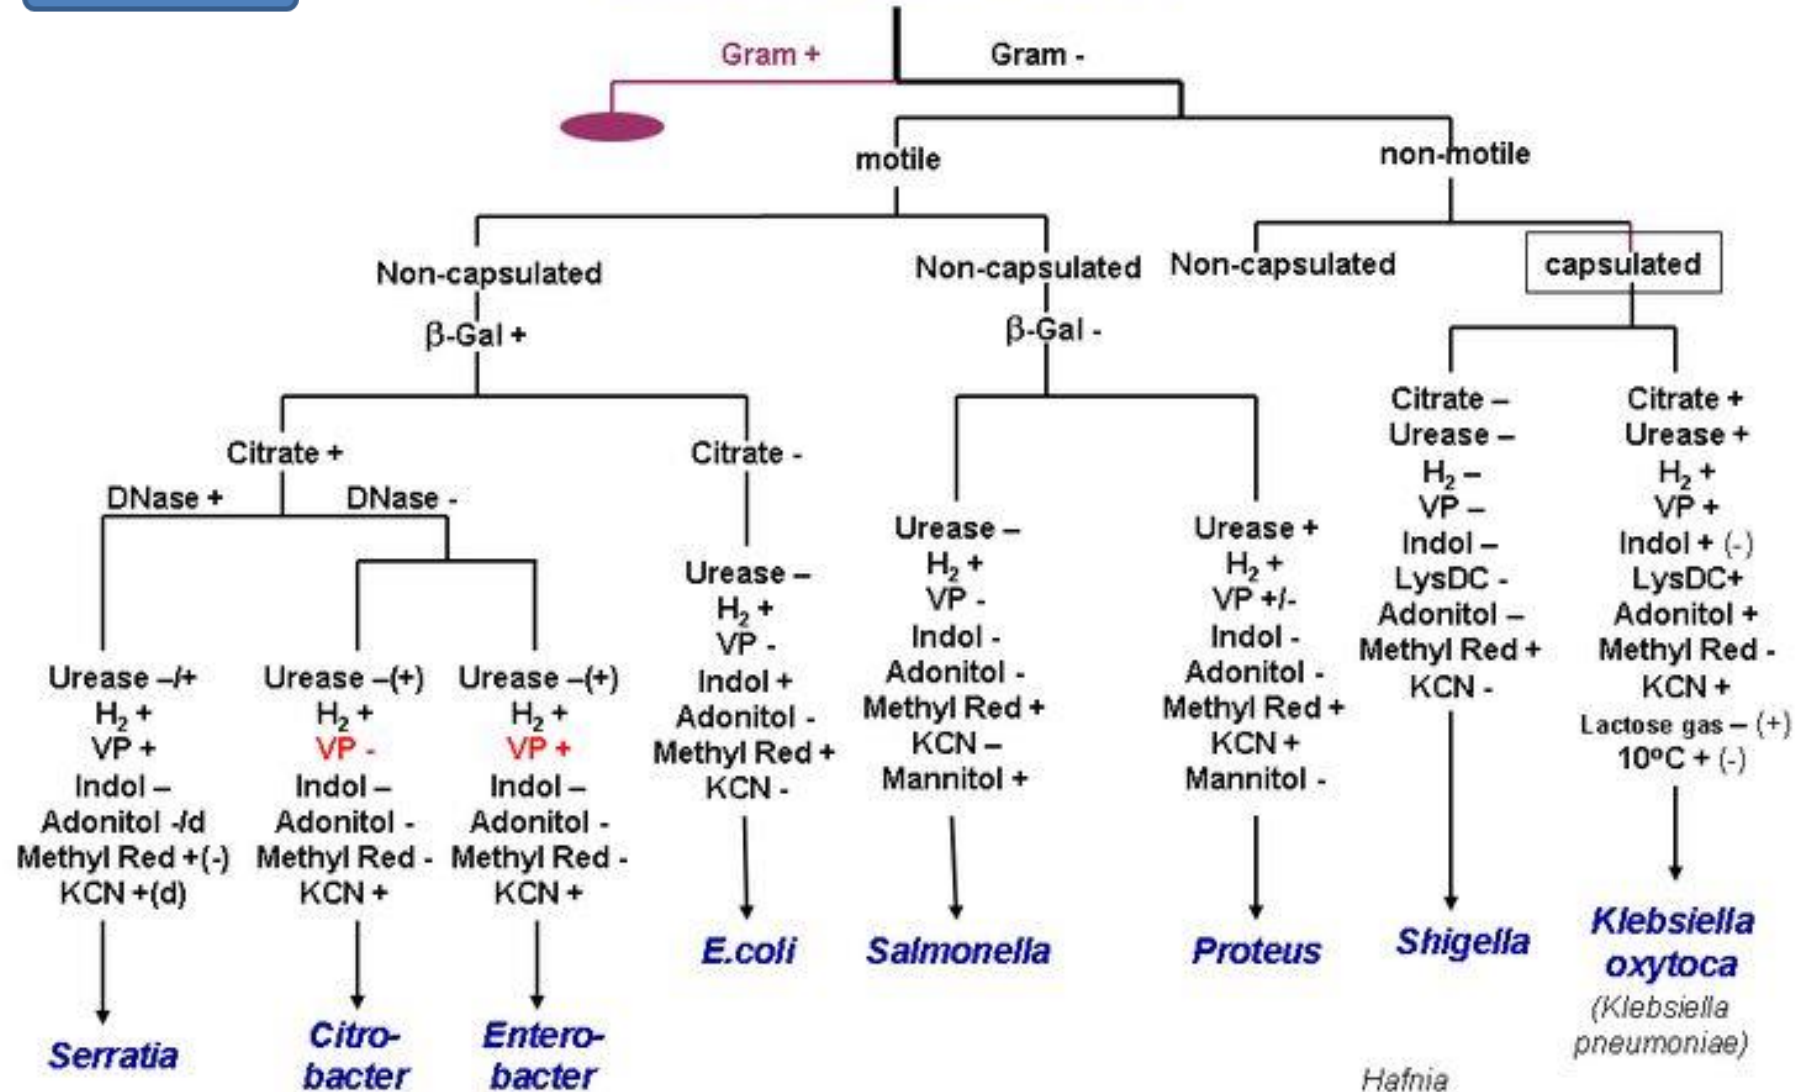 Gram +
Gram -
motile
non-motile
Non-capsulated
β-Gal +
Non-capsulated
β-Gal -
Non-capsulated
capsulated
Citrate +
DNase +
DNase -
Citrate -
Urease –/+
H₂ +
VP +
Indol –
Adonitol -/d
Methyl Red +(-)
KCN +(d)
Serratia
Urease –(+)
H₂ +
VP -
Indol –
Adonitol -
Methyl Red -
KCN +
Citro-
bacter
Urease –(+)
H₂ +
VP +
Indol –
Adonitol -
Methyl Red -
KCN +
Entero-
bacter
Urease –
H₂ +
VP -
Indol +
Adonitol -
Methyl Red +
KCN -
E.coli
Urease –
H₂ +
VP -
Indol -
Adonitol -
Methyl Red +
KCN –
Mannitol +
Salmonella
Urease +
H₂ +
VP +/-
Indol -
Adonitol -
Methyl Red +
KCN +
Mannitol -
Proteus
Citrate –
Urease –
H₂ –
VP –
Indol –
LysDC -
Adonitol –
Methyl Red +
KCN -
Shigella
Citrate +
Urease +
H₂ +
VP +
Indol + (-)
LysDC+
Adonitol +
Methyl Red -
KCN +
Lactose gas – (+)
10ºC + (-)
Klebsiella
oxytoca
(Klebsiella
pneumoniae)
Hafnia